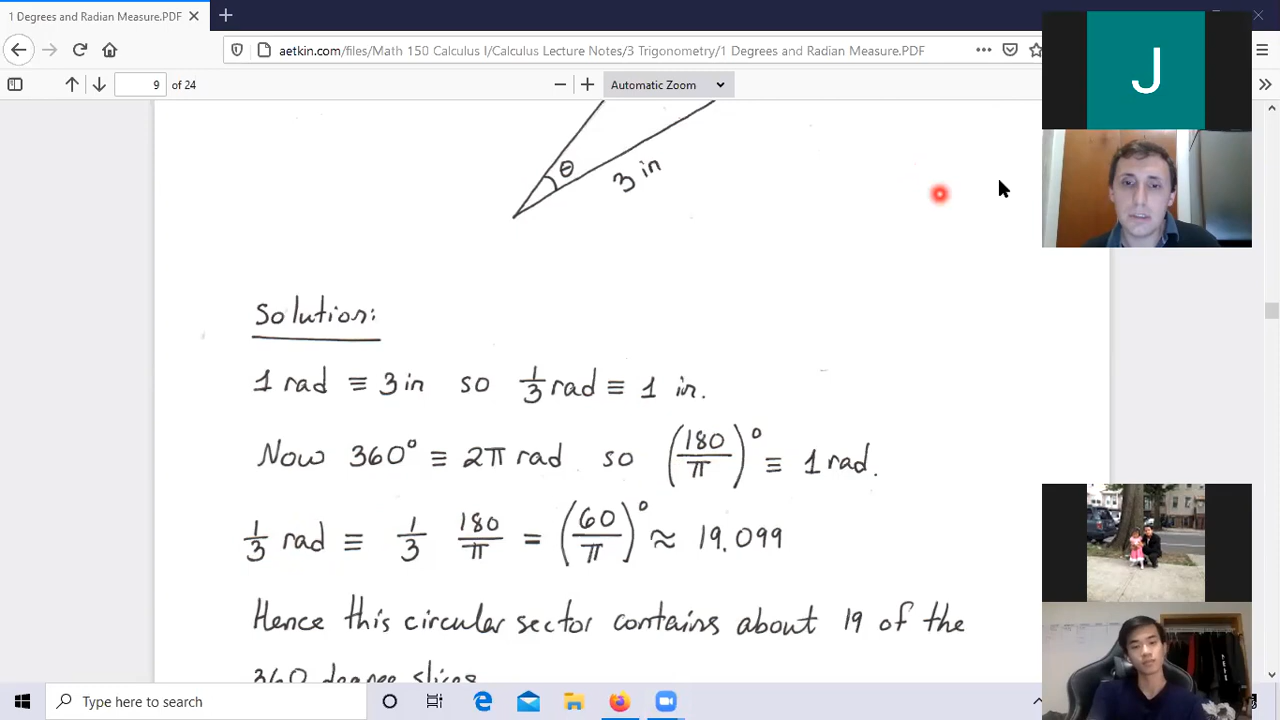 1 Degrees and Radian Measure.PDF
aetkin.com/files/Math 150 Calculus I/Calculus Lecture Notes/3 Trigonometry/1 Degrees and Radian Measure.PDF
9 of 24
Automatic Zoom
J
θ
3 in
Solution:
1 rad ≡ 3 in so 1/3 rad ≡ 1 in.
Now 360° ≡ 2π rad so (180/π)° ≡ 1 rad.
1/3 rad ≡ 1/3 180/π = (60/π)° ≈ 19.099
Hence this circular sector contains about 19 of the
360 degree slices
Type here to search